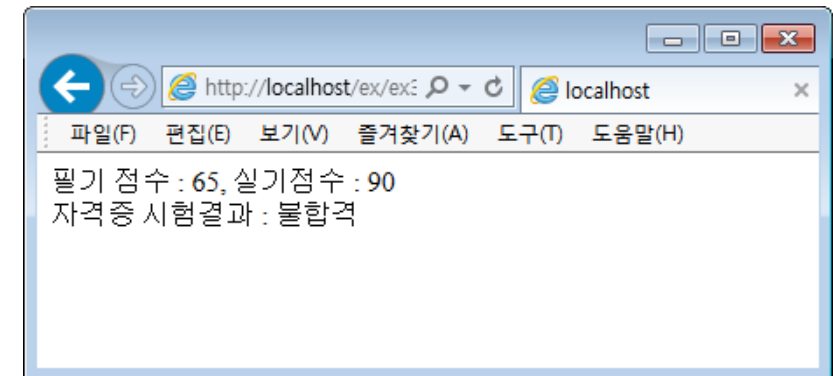 http://localhost/ex/ex3
localhost
파일(F) 편집(E) 보기(V) 즐겨찾기(A) 도구(T) 도움말(H)
필기 점수 : 65, 실기점수 : 90
자격증 시험결과 : 불합격